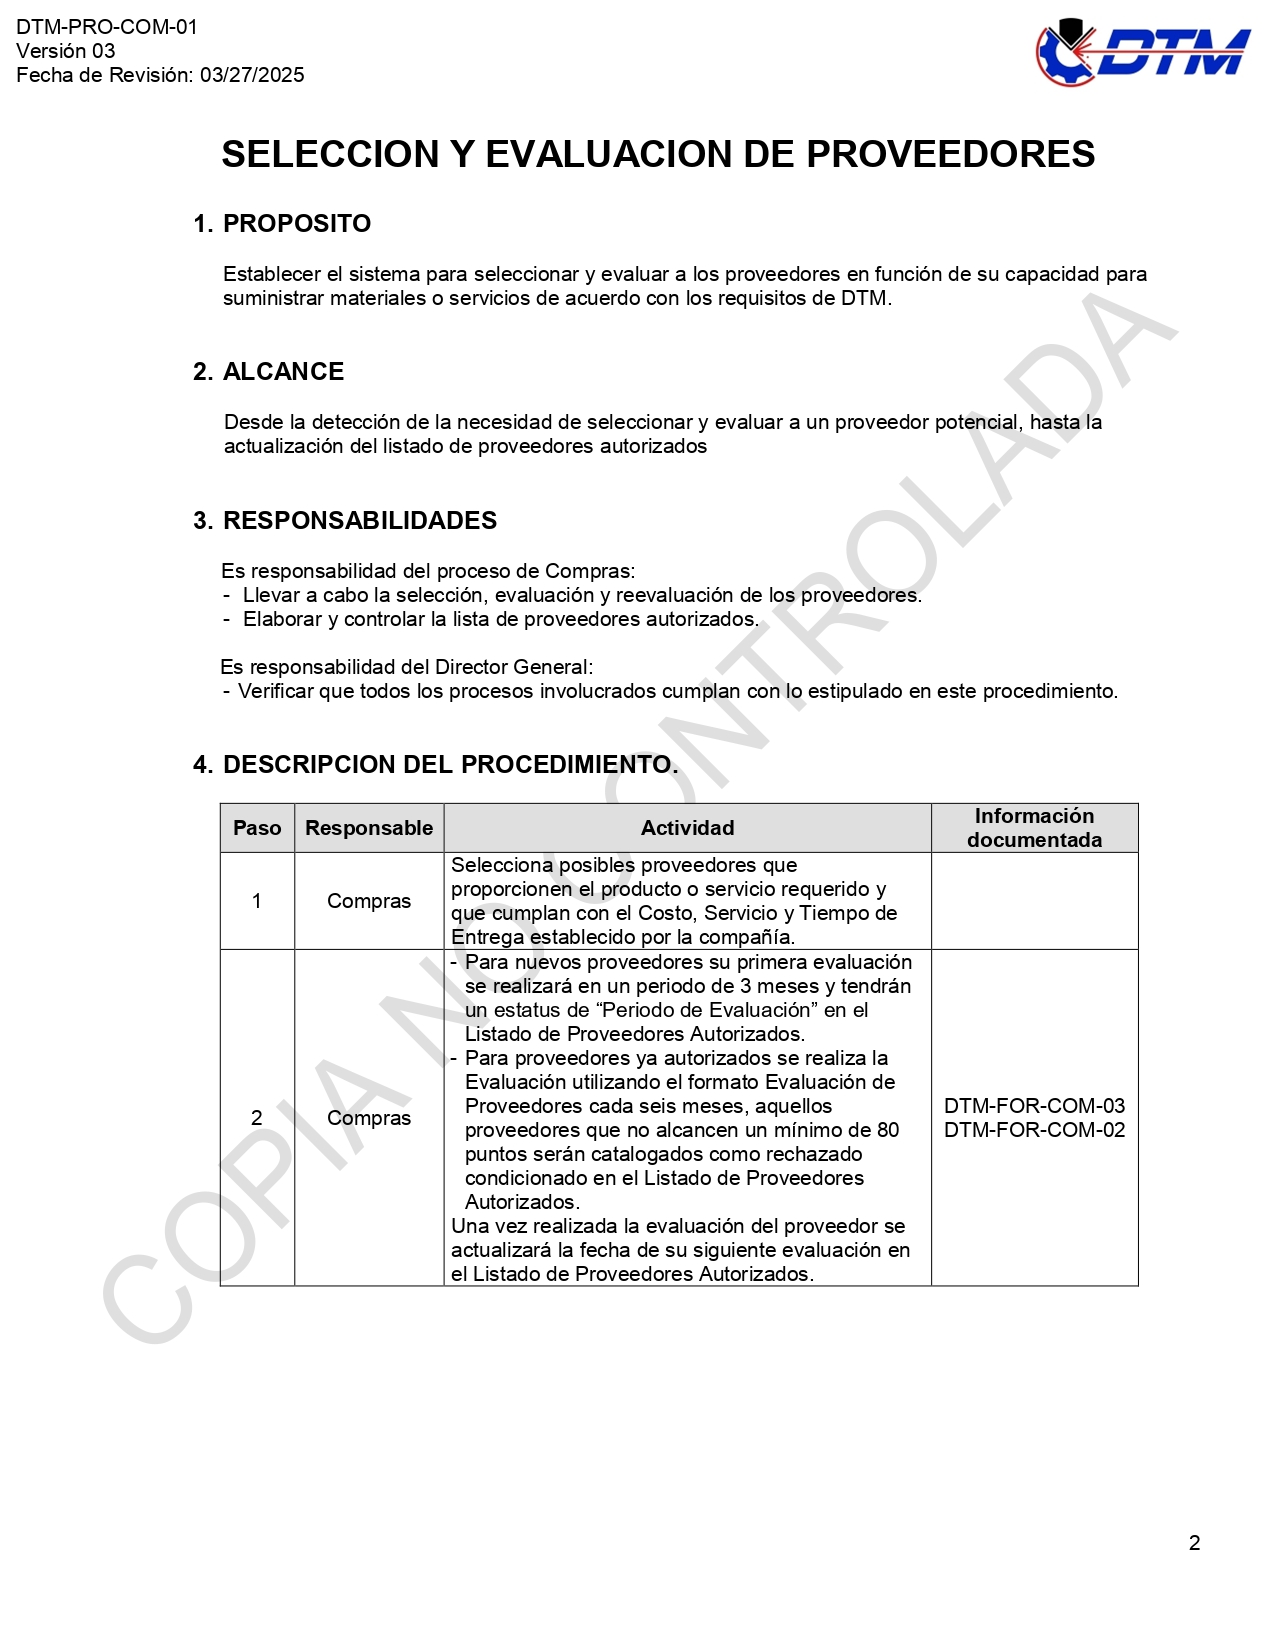 DTM-PRO-COM-01
Versión 03
Fecha de Revisión: 03/27/2025
DTM
SELECCION Y EVALUACION DE PROVEEDORES
1. PROPOSITO
Establecer el sistema para seleccionar y evaluar a los proveedores en función de su capacidad para
suministrar materiales o servicios de acuerdo con los requisitos de DTM.
2. ALCANCE
Desde la detección de la necesidad de seleccionar y evaluar a un proveedor potencial, hasta la
actualización del listado de proveedores autorizados
3. RESPONSABILIDADES
Es responsabilidad del proceso de Compras:
- Llevar a cabo la selección, evaluación y reevaluación de los proveedores.
- Elaborar y controlar la lista de proveedores autorizados.
Es responsabilidad del Director General:
- Verificar que todos los procesos involucrados cumplan con lo estipulado en este procedimiento.
4. DESCRIPCION DEL PROCEDIMIENTO.
Paso
Responsable
Actividad
Información
documentada
1
Compras
Selecciona posibles proveedores que
proporcionen el producto o servicio requerido y
que cumplan con el Costo, Servicio y Tiempo de
Entrega establecido por la compañía.
2
Compras
- Para nuevos proveedores su primera evaluación
se realizará en un periodo de 3 meses y tendrán
un estatus de “Periodo de Evaluación” en el
Listado de Proveedores Autorizados.
- Para proveedores ya autorizados se realiza la
Evaluación utilizando el formato Evaluación de
Proveedores cada seis meses, aquellos
proveedores que no alcancen un mínimo de 80
puntos serán catalogados como rechazado
condicionado en el Listado de Proveedores
Autorizados.
Una vez realizada la evaluación del proveedor se
actualizará la fecha de su siguiente evaluación en
el Listado de Proveedores Autorizados.
DTM-FOR-COM-03
DTM-FOR-COM-02
COPIA NO CONTROLADA
2